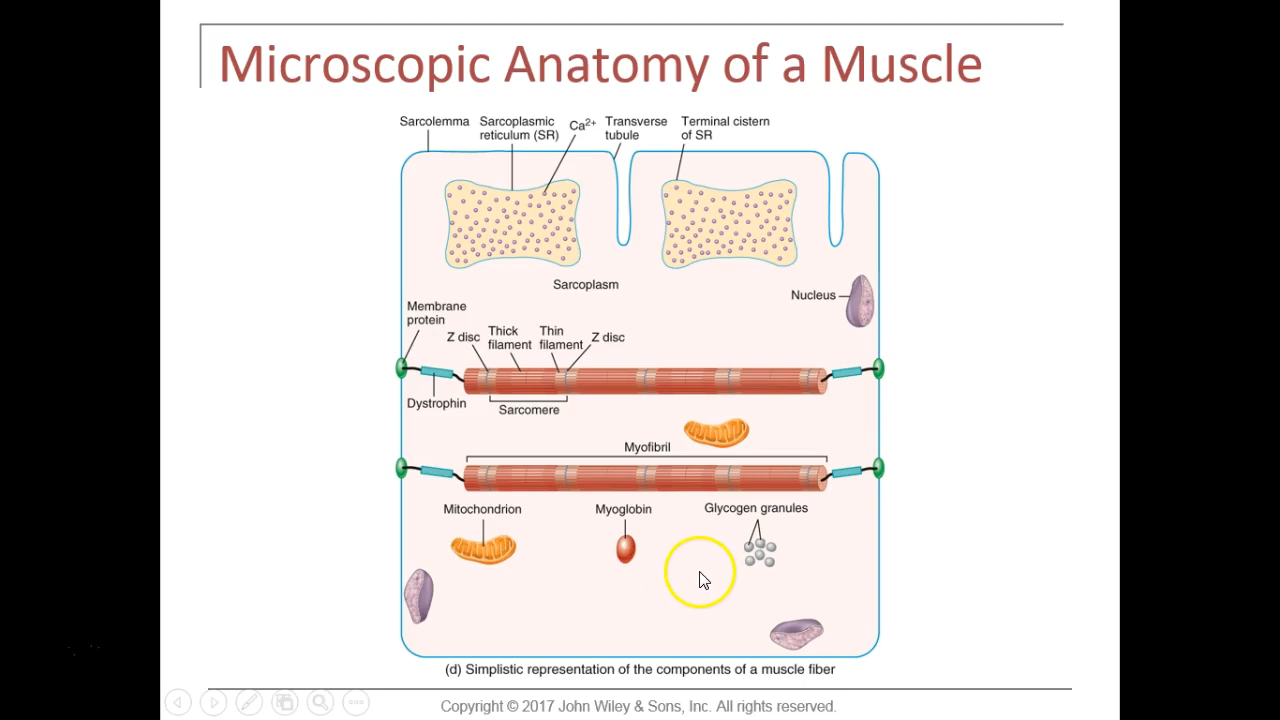 Microscopic Anatomy of a Muscle
Sarcolemma
Sarcoplasmic
reticulum (SR)
Ca2+
Transverse
tubule
Terminal cistern
of SR
Sarcoplasm
Nucleus
Membrane
protein
Z disc
Thick
filament
Thin
filament
Z disc
Dystrophin
Sarcomere
Myofibril
Mitochondrion
Myoglobin
Glycogen granules
(d) Simplistic representation of the components of a muscle fiber
Copyright © 2017 John Wiley & Sons, Inc. All rights reserved.